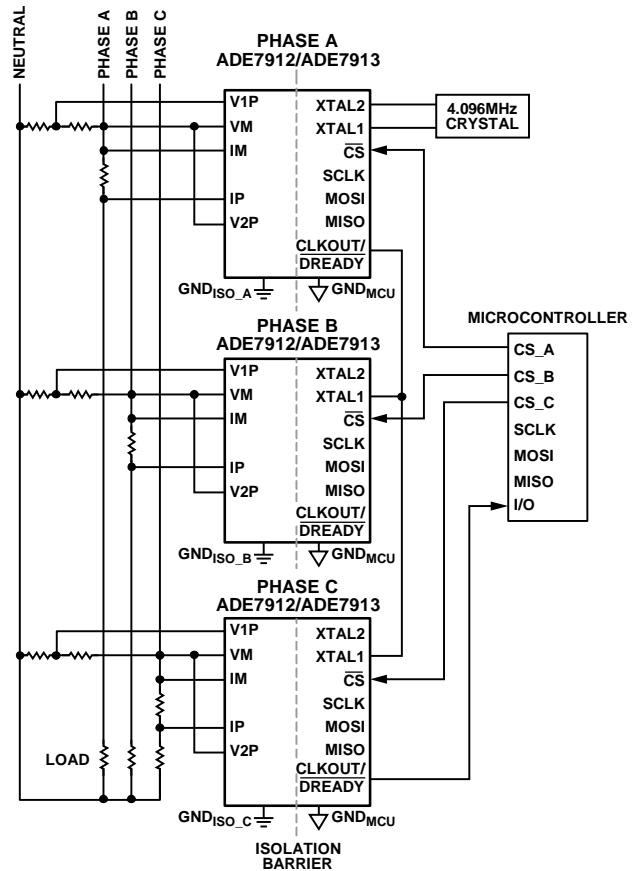 NEUTRAL
PHASE A
PHASE B
PHASE C
PHASE A
ADE7912/ADE7913
V1P
VM
IM
IP
V2P
XTAL2
XTAL1
CS
SCLK
MOSI
MISO
CLKOUT/
DREADY
4.096MHz
CRYSTAL
GNDISO_A
GNDMCU
PHASE B
ADE7912/ADE7913
V1P
VM
IM
IP
V2P
XTAL2
XTAL1
CS
SCLK
MOSI
MISO
CLKOUT/
DREADY
GNDISO_B
GNDMCU
MICROCONTROLLER
CS_A
CS_B
CS_C
SCLK
MOSI
MISO
I/O
PHASE C
ADE7912/ADE7913
V1P
VM
IM
IP
V2P
XTAL2
XTAL1
CS
SCLK
MOSI
MISO
CLKOUT/
DREADY
LOAD
GNDISO_C
GNDMCU
ISOLATION
BARRIER